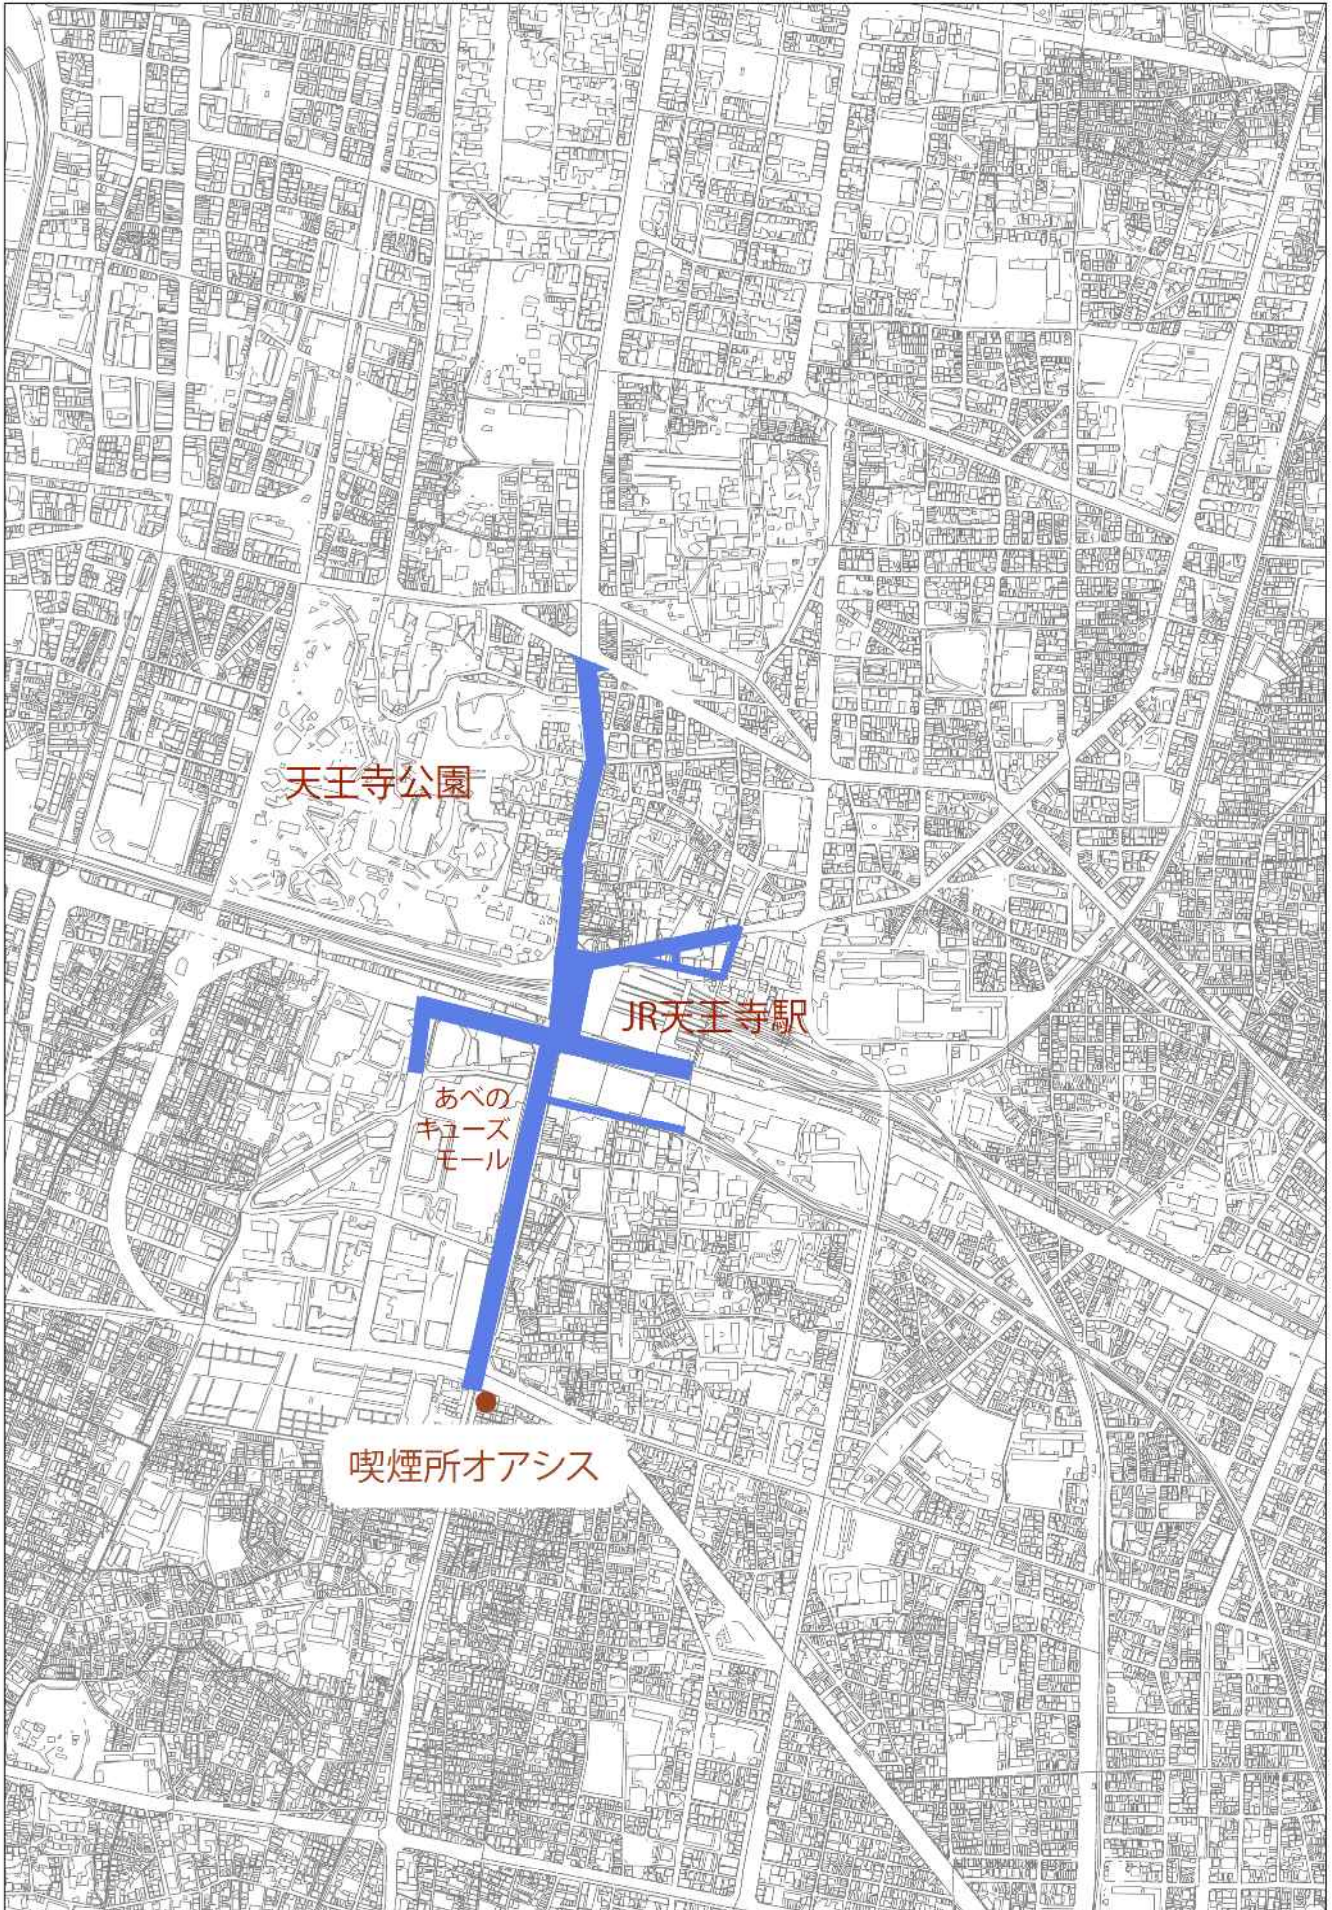 天王寺公園
JR天王寺駅
あべの
キューズ
モール
喫煙所オアシス